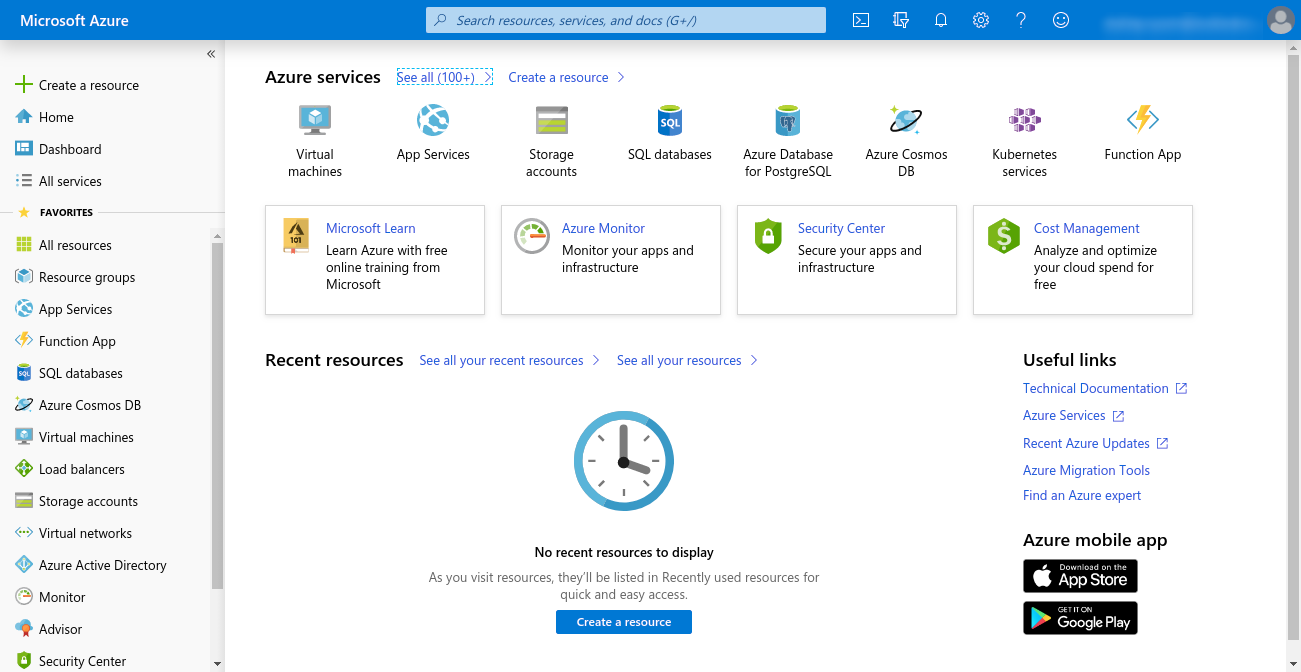 Microsoft Azure
Search resources, services, and docs (G+/)
«
Create a resource
Home
Dashboard
All services
FAVORITES
All resources
Resource groups
App Services
Function App
SQL databases
Azure Cosmos DB
Virtual machines
Load balancers
Storage accounts
Virtual networks
Azure Active Directory
Monitor
Advisor
Security Center
Azure services
See all (100+)
Create a resource
Virtual
machines
App Services
Storage
accounts
SQL
SQL databases
Azure Database
for PostgreSQL
Azure Cosmos
DB
Kubernetes
services
Function App
101
Microsoft Learn
Learn Azure with free
online training from
Microsoft
Azure Monitor
Monitor your apps and
infrastructure
Security Center
Secure your apps and
infrastructure
$
Cost Management
Analyze and optimize
your cloud spend for
free
Recent resources
See all your recent resources
See all your resources
No recent resources to display
As you visit resources, they’ll be listed in Recently used resources for
quick and easy access.
Create a resource
Useful links
Technical Documentation
Azure Services
Recent Azure Updates
Azure Migration Tools
Find an Azure expert
Azure mobile app
Download on the
App Store
GET IT ON
Google Play